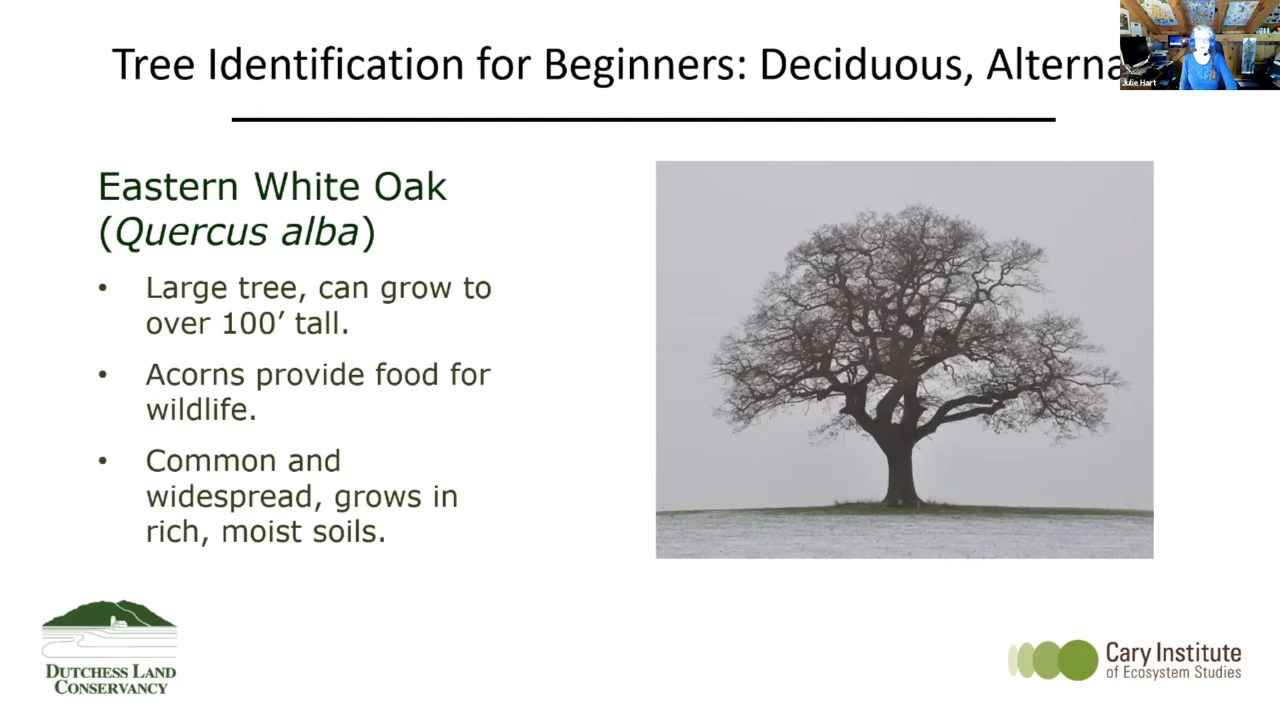 Tree Identification for Beginners: Deciduous, Alterna
Julie Hart
Eastern White Oak
(Quercus alba)
• Large tree, can grow to
over 100’ tall.
• Acorns provide food for
wildlife.
• Common and
widespread, grows in
rich, moist soils.
DUTCHESS LAND
CONSERVANCY
Cary Institute
of Ecosystem Studies